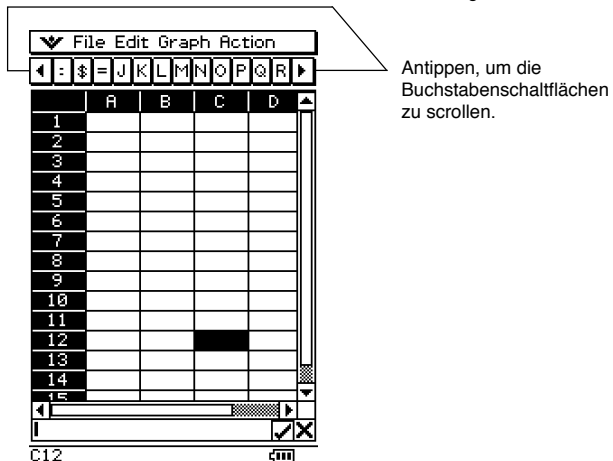 File Edit Graph Action
: $ = J K L M N O P Q R
Antippen, um die
Buchstabenschaltflächen
zu scrollen.
A B C D
1
2
3
4
5
6
7
8
9
10
11
12
13
14
15
C12